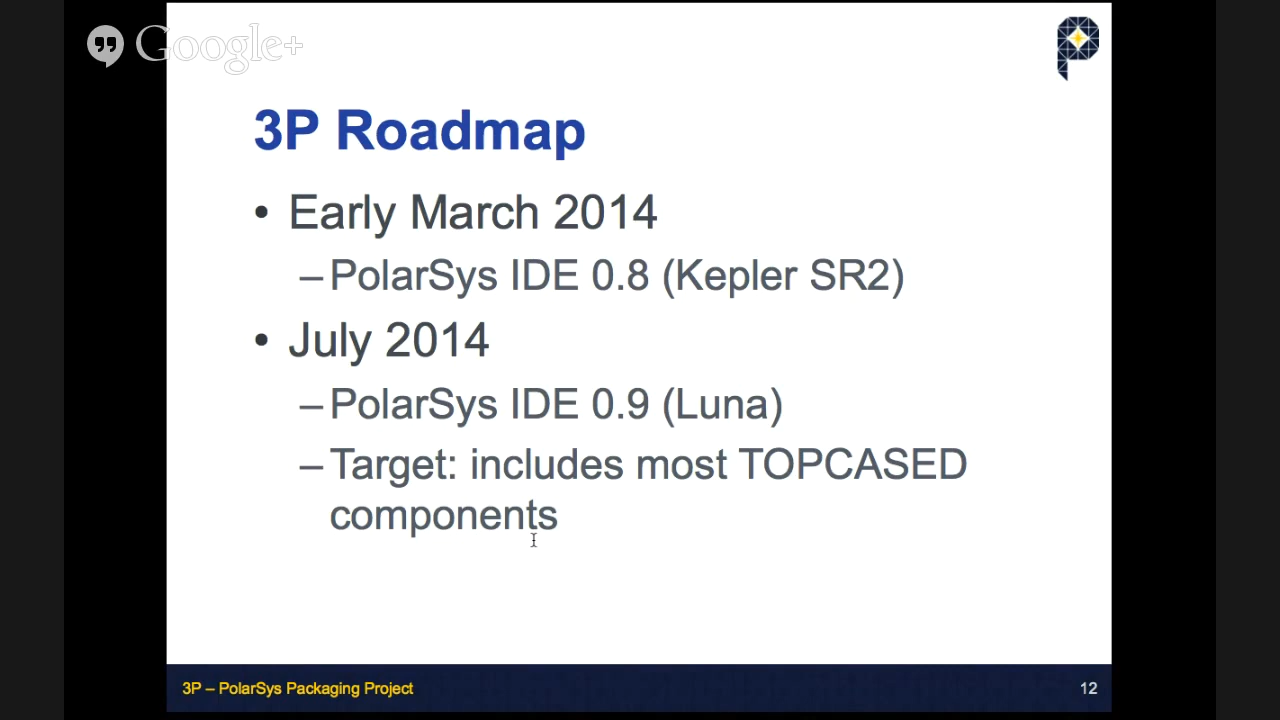 Google+
3P Roadmap
• Early March 2014
– PolarSys IDE 0.8 (Kepler SR2)
• July 2014
– PolarSys IDE 0.9 (Luna)
– Target: includes most TOPCASED
components
3P – PolarSys Packaging Project
12